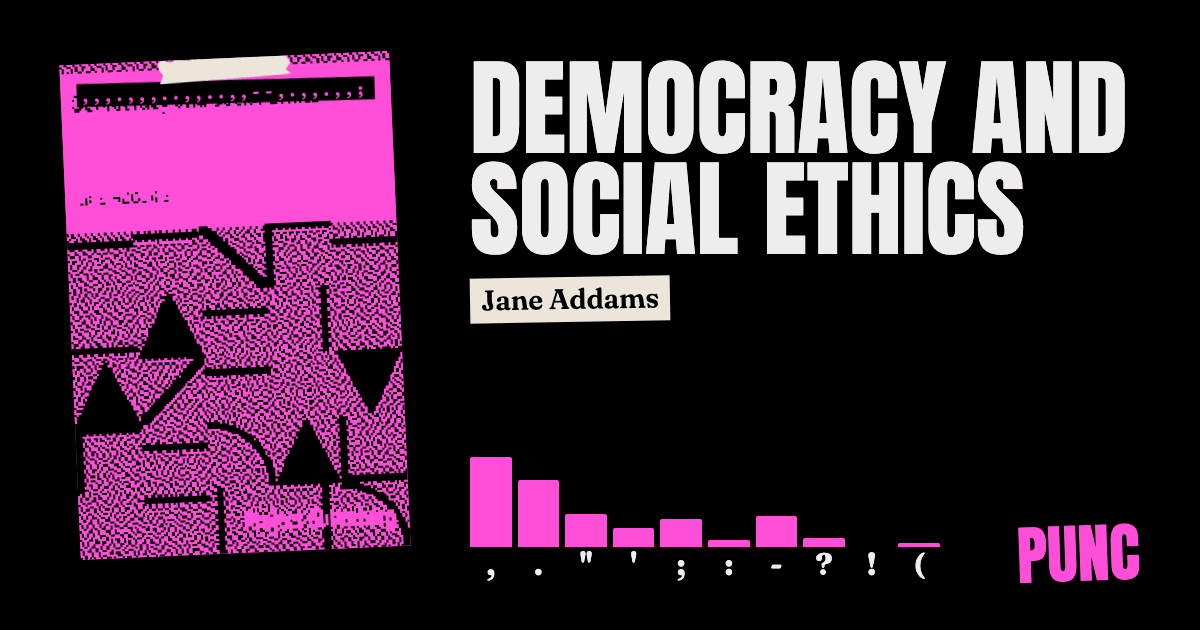 DEMOCRACY AND
SOCIAL ETHICS
Jane Addams
, . " ' ; : - ? ! (
PUNC